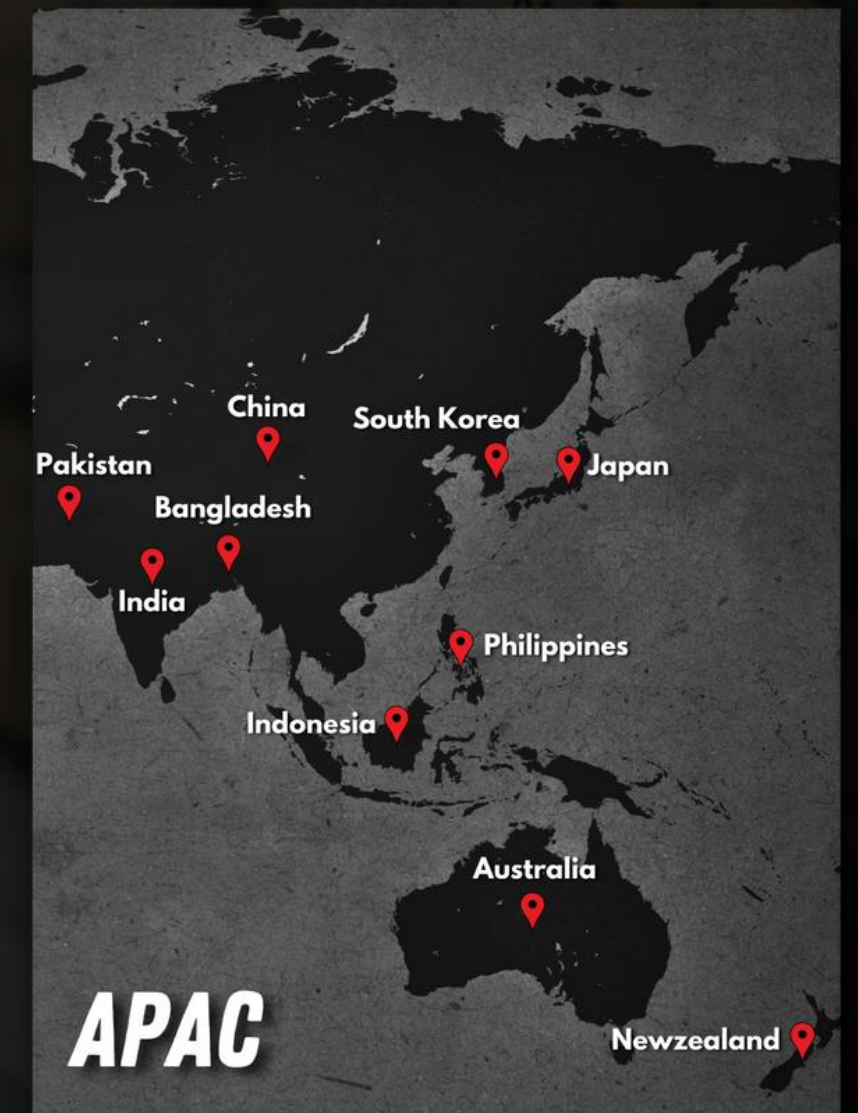 China
South Korea
Pakistan
Japan
Bangladesh
India
Philippines
Indonesia
Australia
APAC
Newzealand